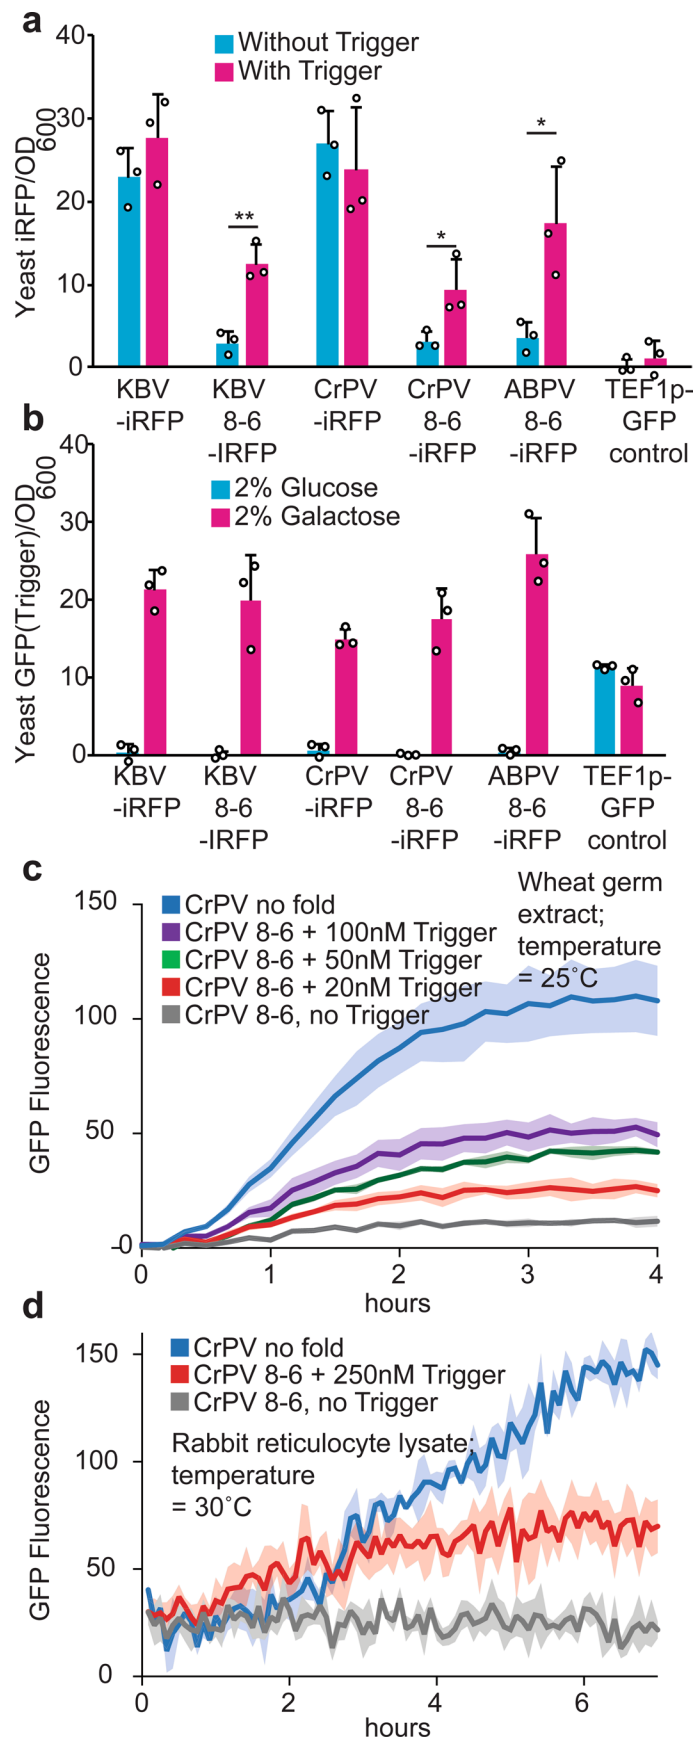 a
40
30
20
10
0
Yeast iRFP/OD600
Without Trigger
With Trigger
**
*
*
KBV
-iRFP
KBV
8-6
-IRFP
CrPV
-iRFP
CrPV
8-6
-iRFP
ABPV
8-6
-iRFP
TEF1p-
GFP
control
b
40
30
20
10
0
Yeast GFP(Trigger)/OD600
2% Glucose
2% Galactose
KBV
-iRFP
KBV
8-6
-IRFP
CrPV
-iRFP
CrPV
8-6
-iRFP
ABPV
8-6
-iRFP
TEF1p-
GFP
control
c
150
100
50
0
GFP Fluorescence
CrPV no fold
CrPV 8-6 + 100nM Trigger
CrPV 8-6 + 50nM Trigger
CrPV 8-6 + 20nM Trigger
CrPV 8-6, no Trigger
Wheat germ
extract;
temperature
= 25˚C
0 1 2 3 4
hours
d
150
100
50
0
GFP Fluorescence
CrPV no fold
CrPV 8-6 + 250nM Trigger
CrPV 8-6, no Trigger
Rabbit reticulocyte lysate;
temperature
= 30˚C
0 2 4 6
hours